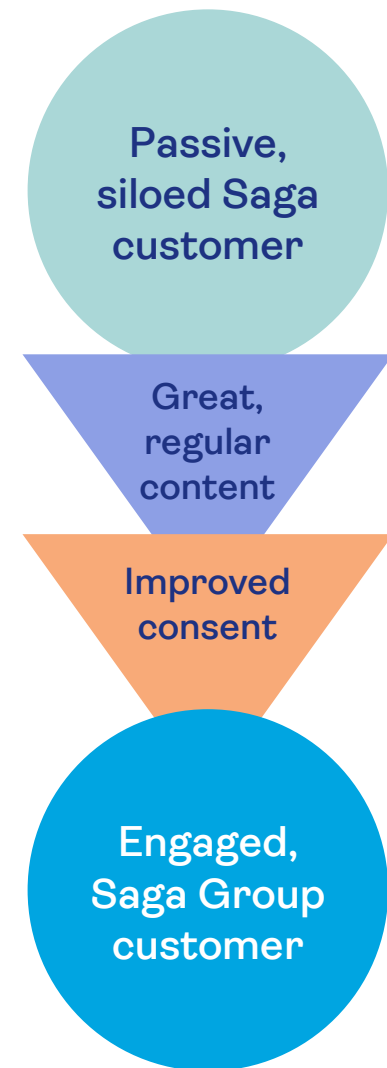 Passive,
siloed Saga
customer
Great,
regular
content
Improved
consent
Engaged,
Saga Group
customer